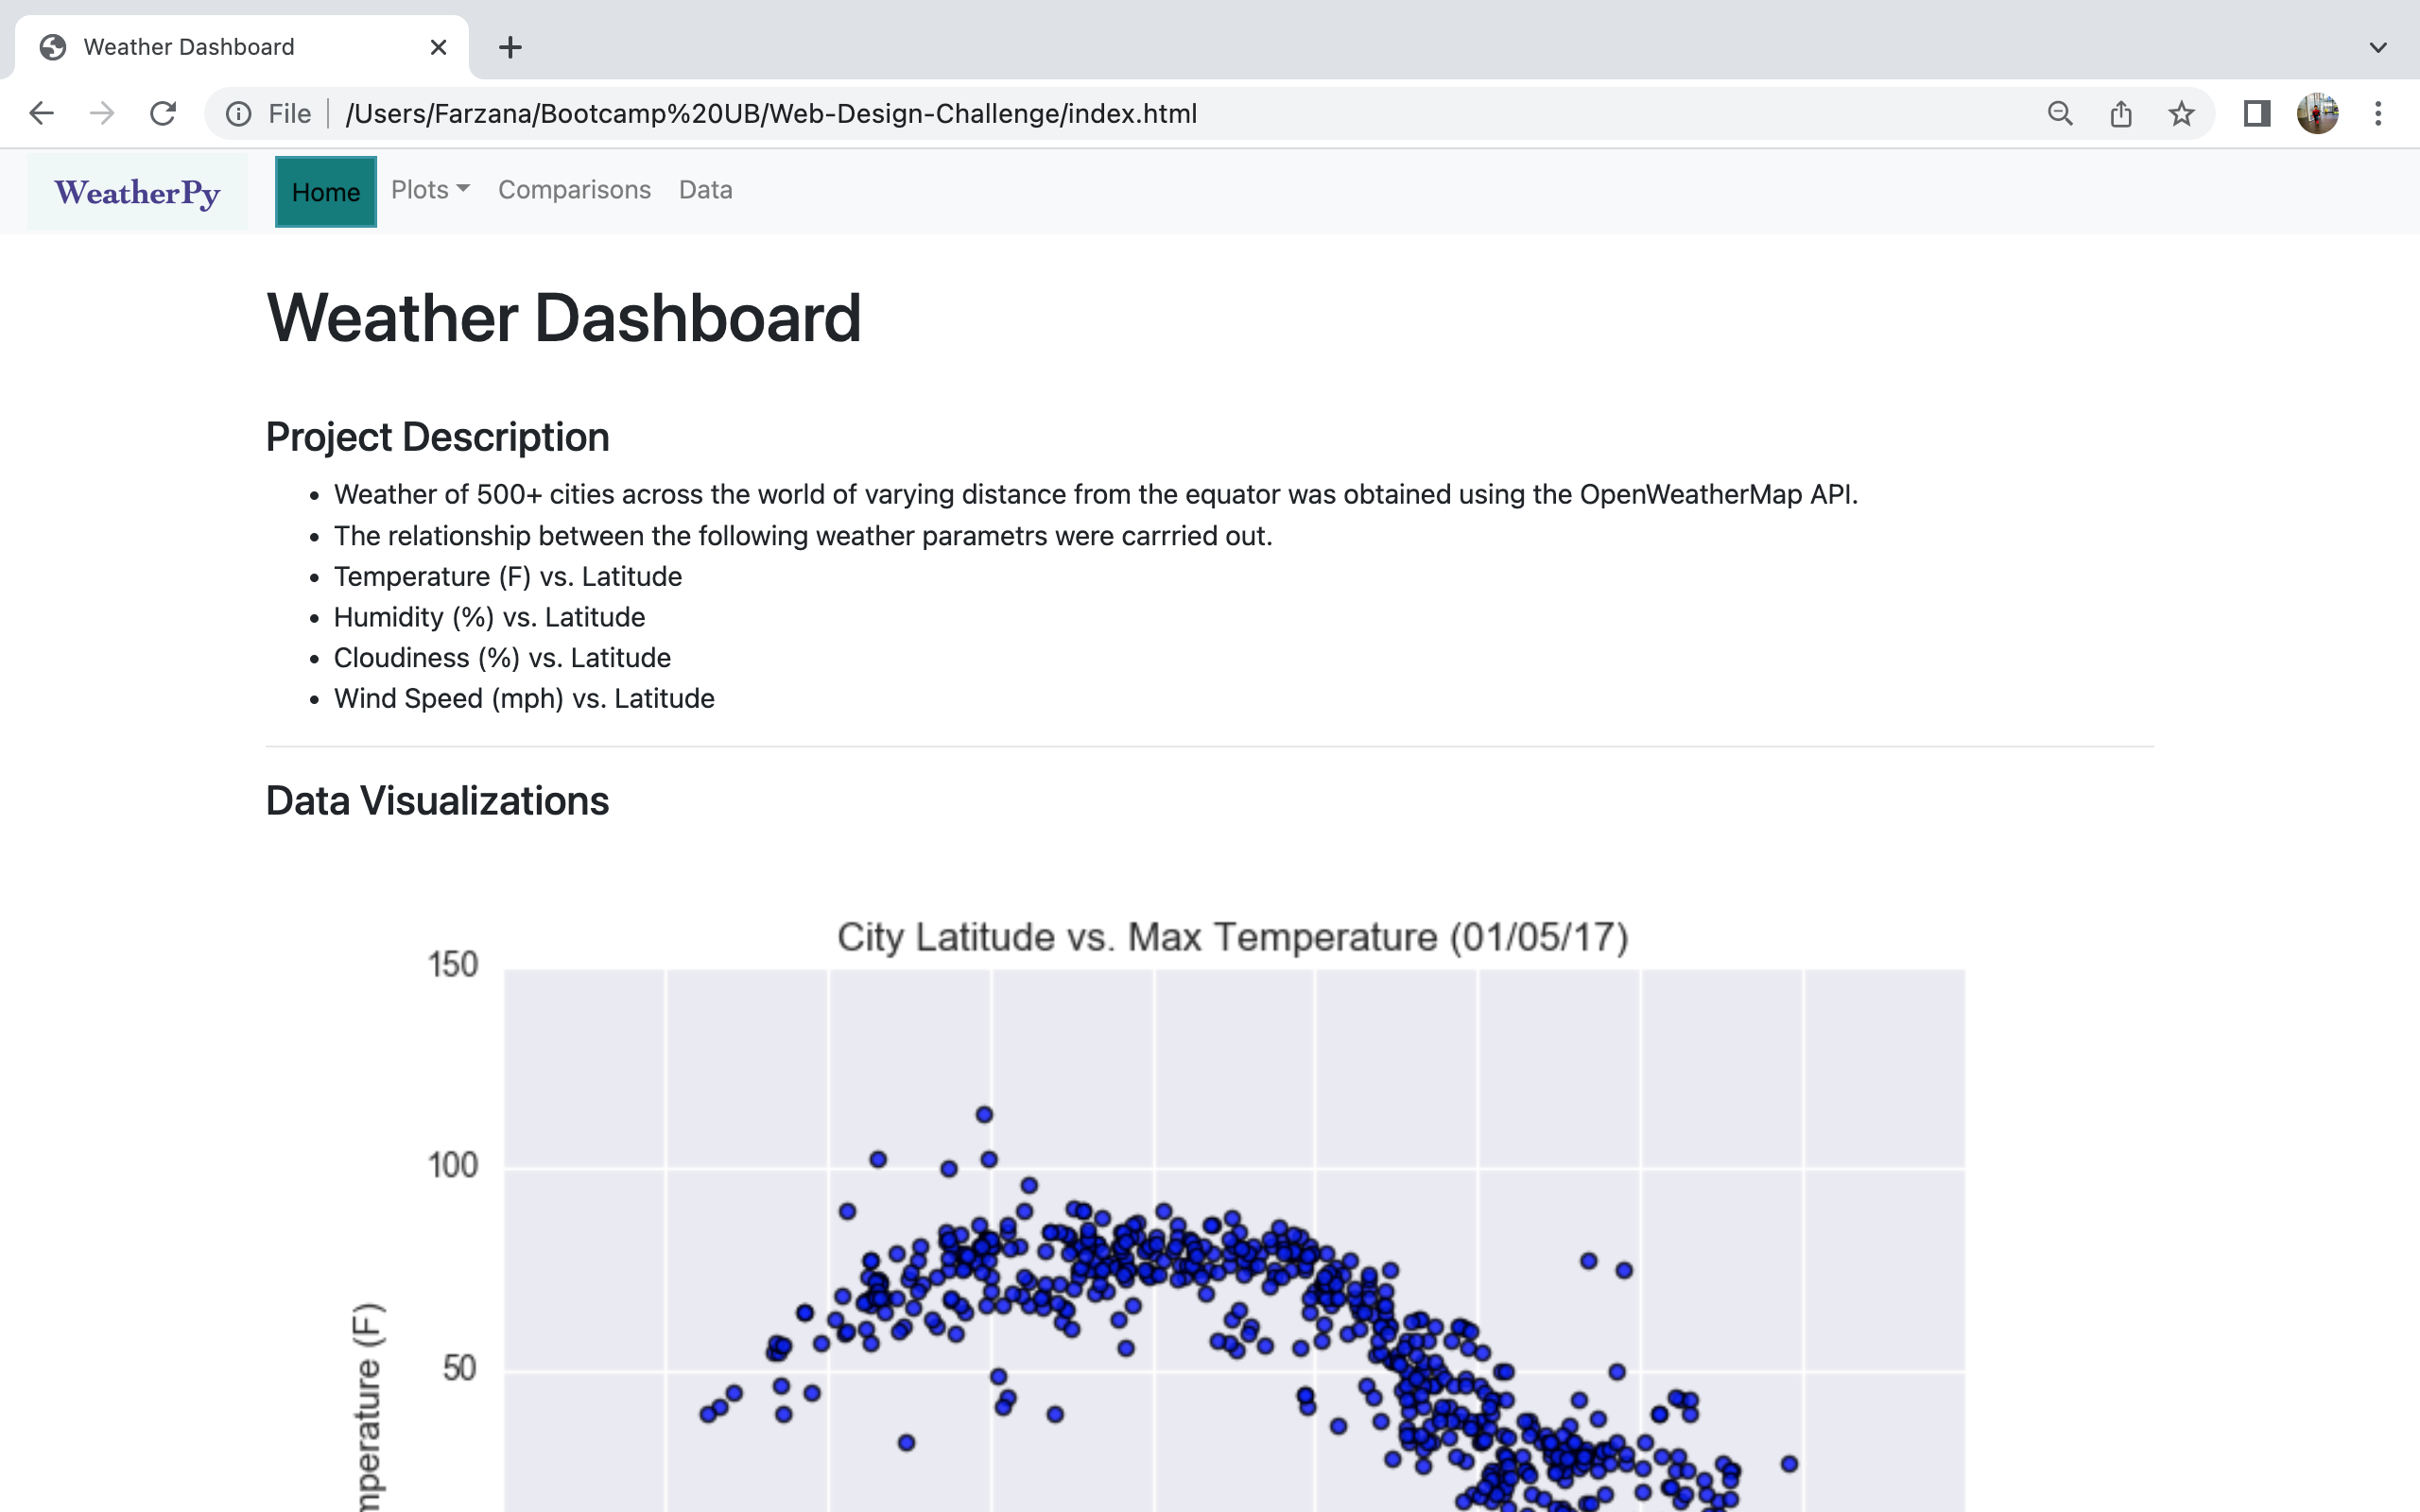 Weather Dashboard
File /Users/Farzana/Bootcamp%20UB/Web-Design-Challenge/index.html
WeatherPy Home Plots Comparisons Data
Weather Dashboard
Project Description
• Weather of 500+ cities across the world of varying distance from the equator was obtained using the OpenWeatherMap API.
• The relationship between the following weather parametrs were carrried out.
• Temperature (F) vs. Latitude
• Humidity (%) vs. Latitude
• Cloudiness (%) vs. Latitude
• Wind Speed (mph) vs. Latitude
Data Visualizations
City Latitude vs. Max Temperature (01/05/17)
150
100
50
mperature (F)